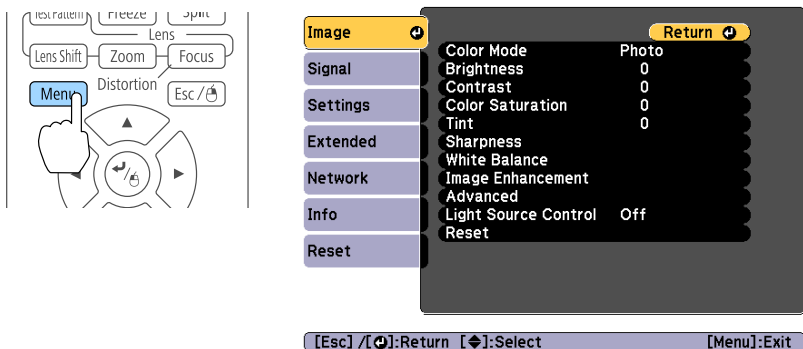 Test Pattern Freeze Split
Lens
Lens Shift Zoom Focus
Distortion
Menu Esc /
Image
Signal
Settings
Extended
Network
Info
Reset
Return
Color Mode Photo
Brightness 0
Contrast 0
Color Saturation 0
Tint 0
Sharpness
White Balance
Image Enhancement
Advanced
Light Source Control Off
Reset
[Esc] /[ ]:Return [ ]:Select [Menu]:Exit